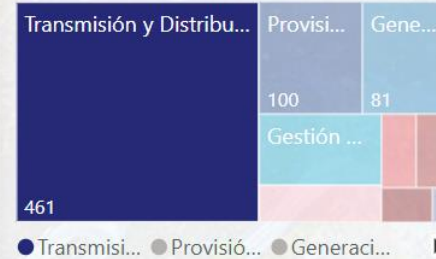 Transmisión y Distribu... Provisi... Gene...
100 81
Gestión ...
461
Transmisi... Provisió... Generaci...